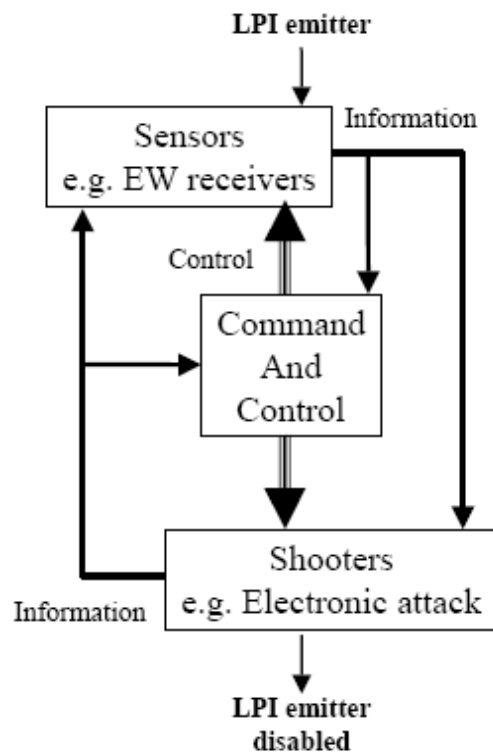 LPI emitter
Information
Sensors
e.g. EW receivers
Control
Command
And
Control
Shooters
e.g. Electronic attack
Information
LPI emitter
disabled